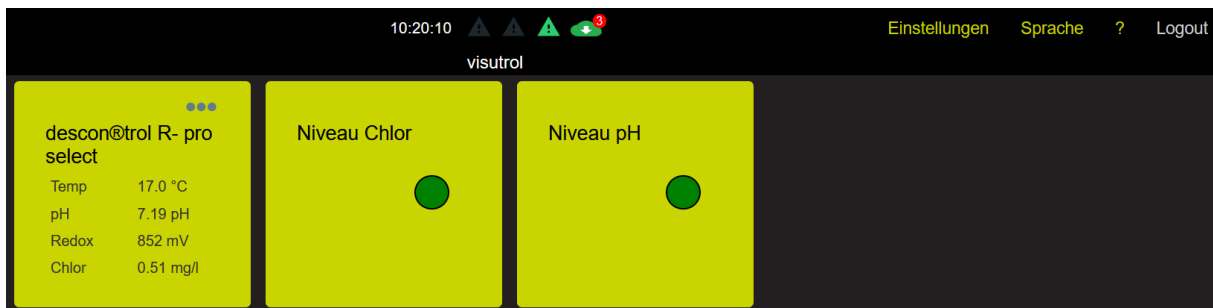 10:20:10
3
Einstellungen Sprache ? Logout
visutrol
descon®trol R- pro
select
Temp 17.0 °C
pH 7.19 pH
Redox 852 mV
Chlor 0.51 mg/l
Niveau Chlor
Niveau pH